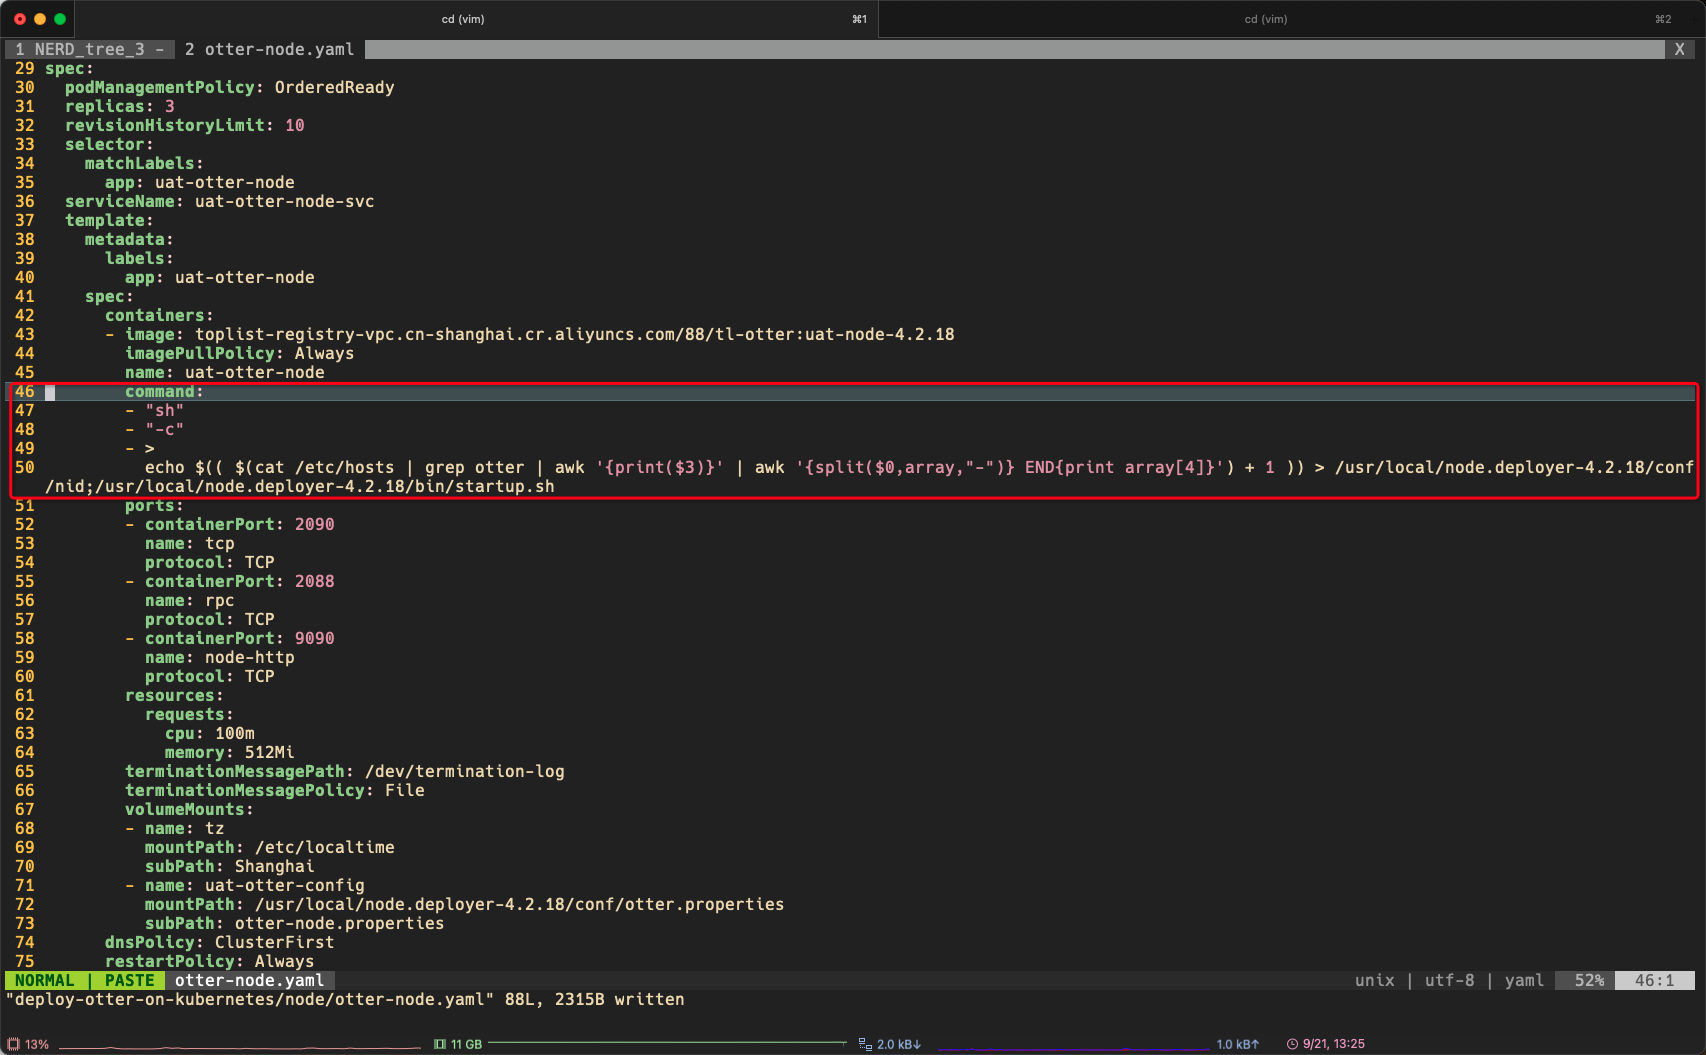 cd (vim) ⌘1 cd (vim) ⌘2
1 NERD_tree_3 - 2 otter-node.yaml X
29 spec:
30   podManagementPolicy: OrderedReady
31   replicas: 3
32   revisionHistoryLimit: 10
33   selector:
34     matchLabels:
35       app: uat-otter-node
36   serviceName: uat-otter-node-svc
37   template:
38     metadata:
39       labels:
40         app: uat-otter-node
41     spec:
42       containers:
43       - image: toplist-registry-vpc.cn-shanghai.cr.aliyuncs.com/88/tl-otter:uat-node-4.2.18
44         imagePullPolicy: Always
45         name: uat-otter-node
46         command:
47         - "sh"
48         - "-c"
49         - >
50           echo $(( $(cat /etc/hosts | grep otter | awk '{print($3)}' | awk '{split($0,array,"-")} END{print array[4]}') + 1 )) > /usr/local/node.deployer-4.2.18/conf
/nid;/usr/local/node.deployer-4.2.18/bin/startup.sh
51         ports:
52         - containerPort: 2090
53           name: tcp
54           protocol: TCP
55         - containerPort: 2088
56           name: rpc
57           protocol: TCP
58         - containerPort: 9090
59           name: node-http
60           protocol: TCP
61         resources:
62           requests:
63             cpu: 100m
64             memory: 512Mi
65         terminationMessagePath: /dev/termination-log
66         terminationMessagePolicy: File
67         volumeMounts:
68         - name: tz
69           mountPath: /etc/localtime
70           subPath: Shanghai
71         - name: uat-otter-config
72           mountPath: /usr/local/node.deployer-4.2.18/conf/otter.properties
73           subPath: otter-node.properties
74       dnsPolicy: ClusterFirst
75       restartPolicy: Always
NORMAL | PASTE otter-node.yaml unix | utf-8 | yaml 52% 46:1
"deploy-otter-on-kubernetes/node/otter-node.yaml" 88L, 2315B written
13% 11 GB 2.0 kB↓ 1.0 kB↑ 9/21, 13:25